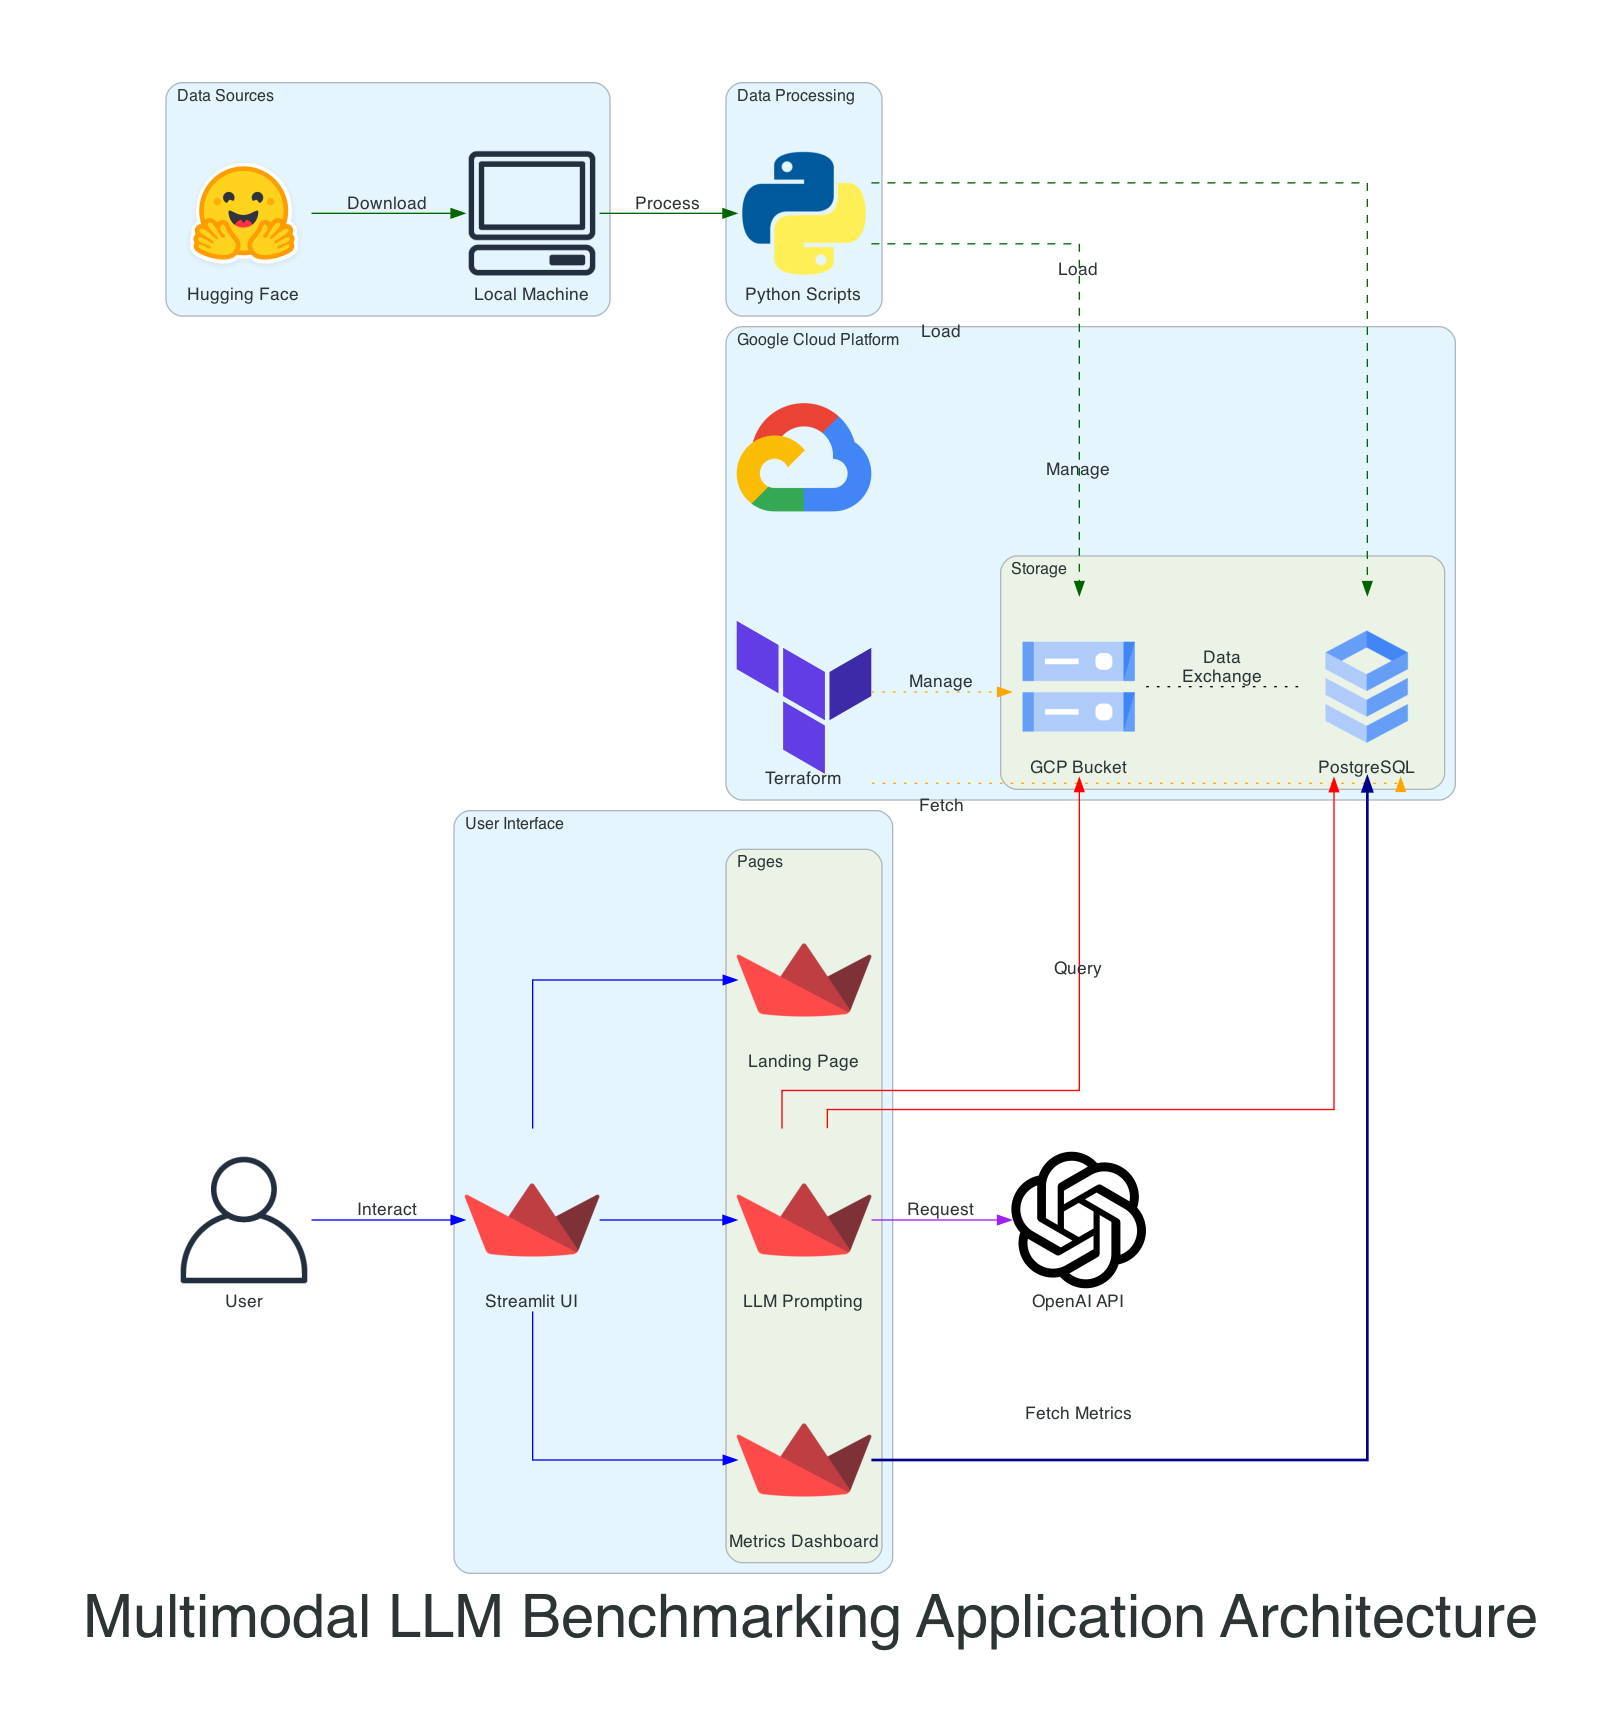 Data Sources
Data Processing
Download
Process
Hugging Face
Local Machine
Python Scripts
Load
Load
Google Cloud Platform
Manage
Storage
Data
Exchange
Manage
GCP Bucket
PostgreSQL
Terraform
Fetch
User Interface
Pages
Query
Landing Page
Interact
Request
User
Streamlit UI
LLM Prompting
OpenAI API
Fetch Metrics
Metrics Dashboard
Multimodal LLM Benchmarking Application Architecture